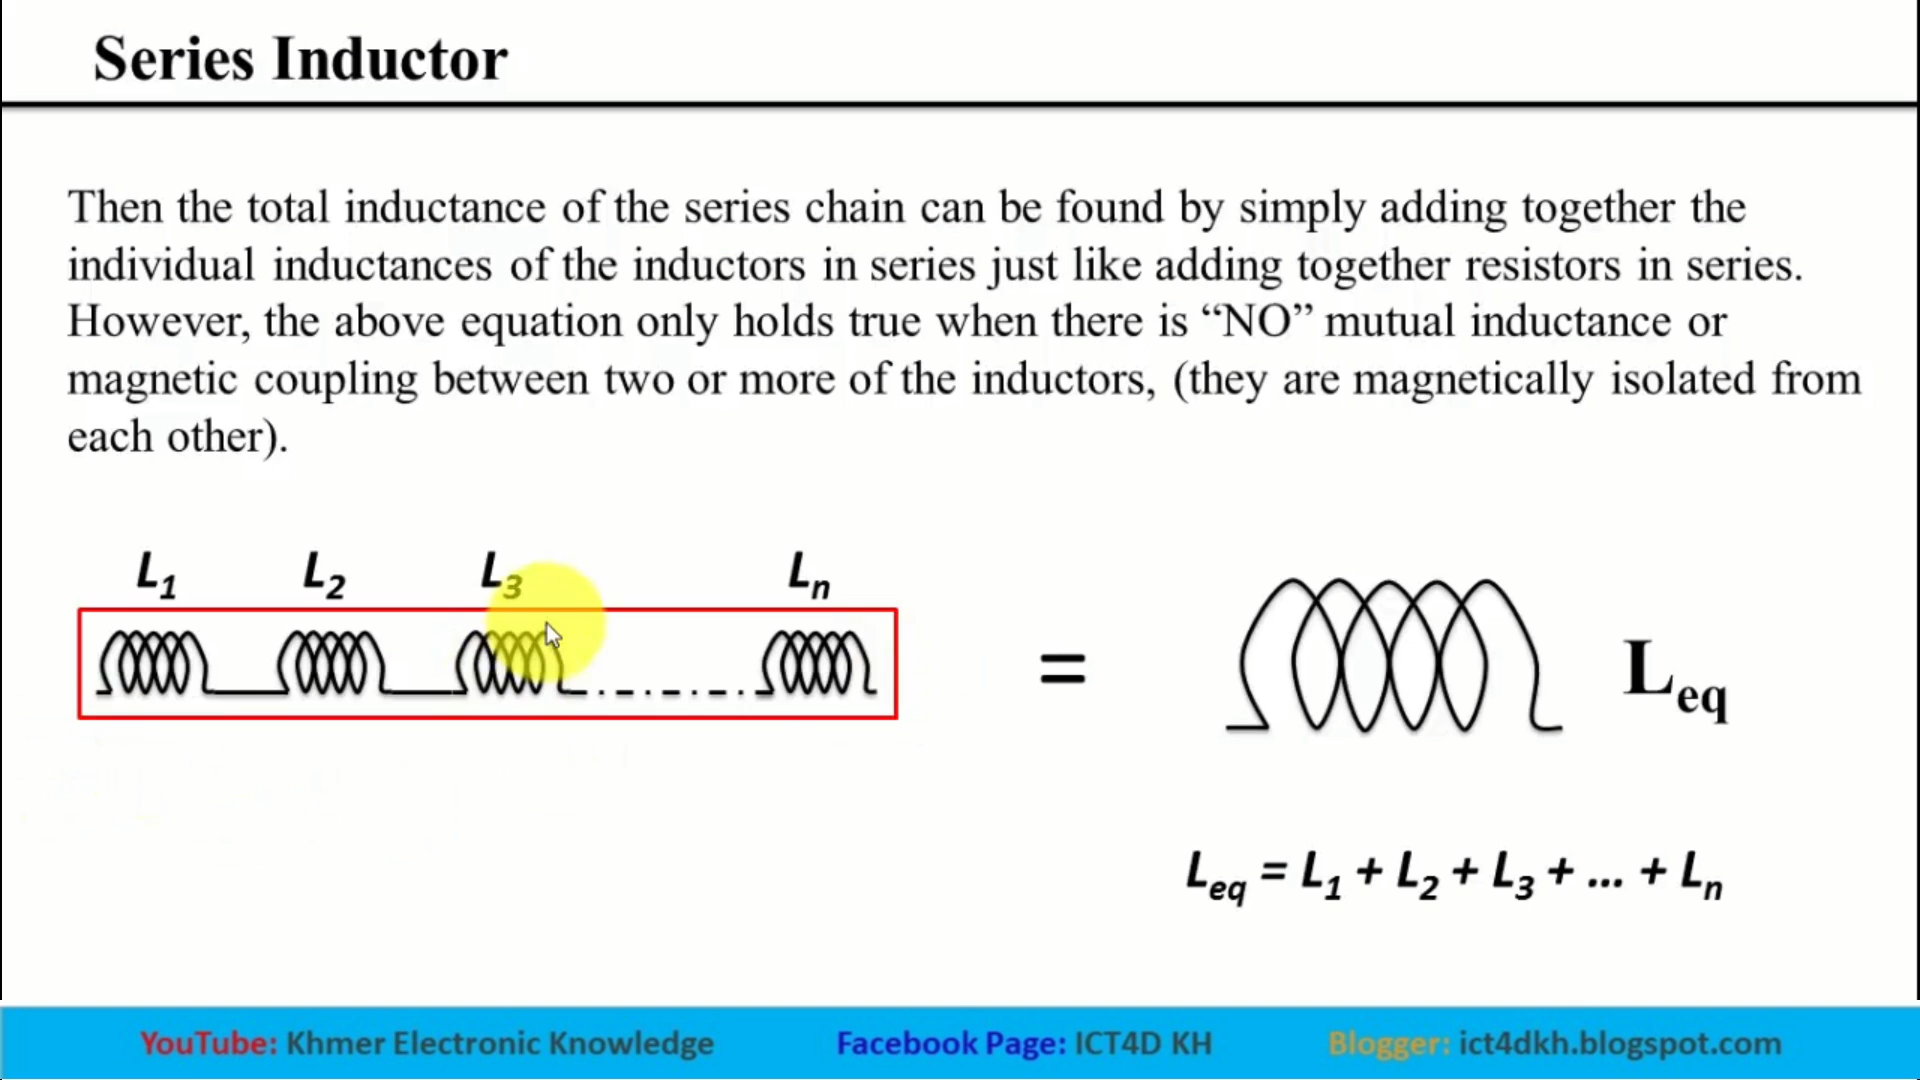 Series Inductor
Then the total inductance of the series chain can be found by simply adding together the
individual inductances of the inductors in series just like adding together resistors in series.
However, the above equation only holds true when there is “NO” mutual inductance or
magnetic coupling between two or more of the inductors, (they are magnetically isolated from
each other).
L₁ L₂ L₃ Lₙ
= Leq
Leq = L₁ + L₂ + L₃ + ... + Lₙ
YouTube: Khmer Electronic Knowledge Facebook Page: ICT4D KH Blogger: ict4dkh.blogspot.com